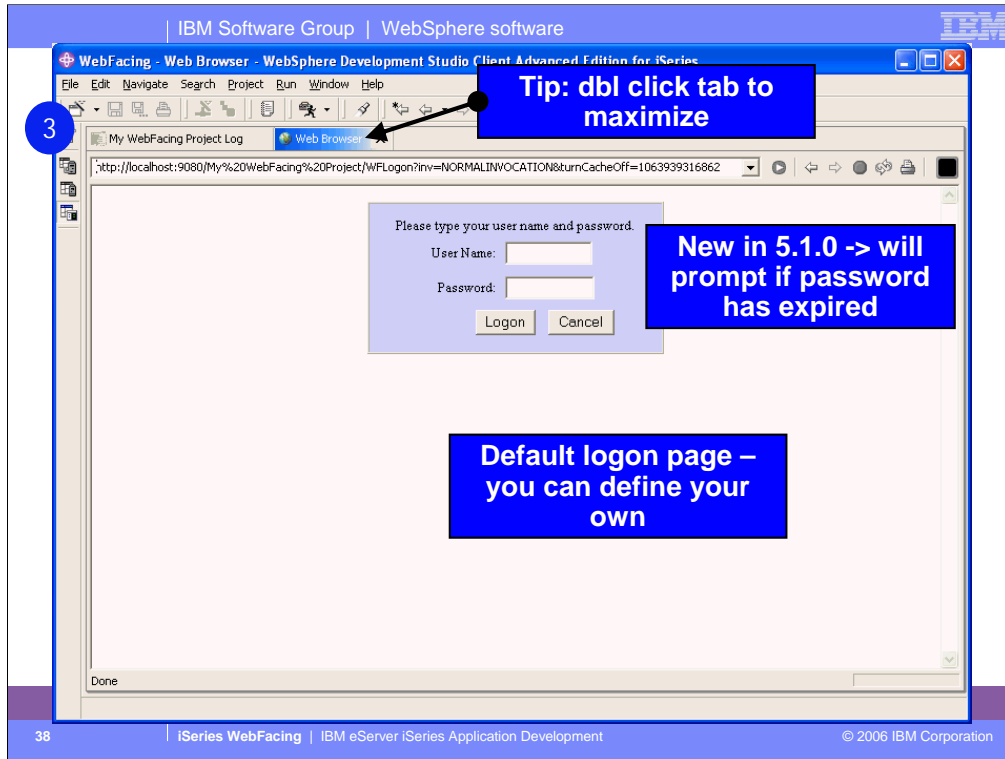 IBM Software Group | WebSphere software
IBM
WebFacing - Web Browser - WebSphere Development Studio Client Advanced Edition for iSeries
File Edit Navigate Search Project Run Window Help
Tip: dbl click tab to
maximize
3
My WebFacing Project Log
Web Browser
http://localhost:9080/My%20WebFacing%20Project/WFLogon?inv=NORMALINVOCATION&turnCacheOff=1063939316862
Please type your user name and password.
User Name:
Password:
Logon Cancel
New in 5.1.0 -> will
prompt if password
has expired
Default logon page –
you can define your
own
Done
38
iSeries WebFacing | IBM eServer iSeries Application Development
© 2006 IBM Corporation